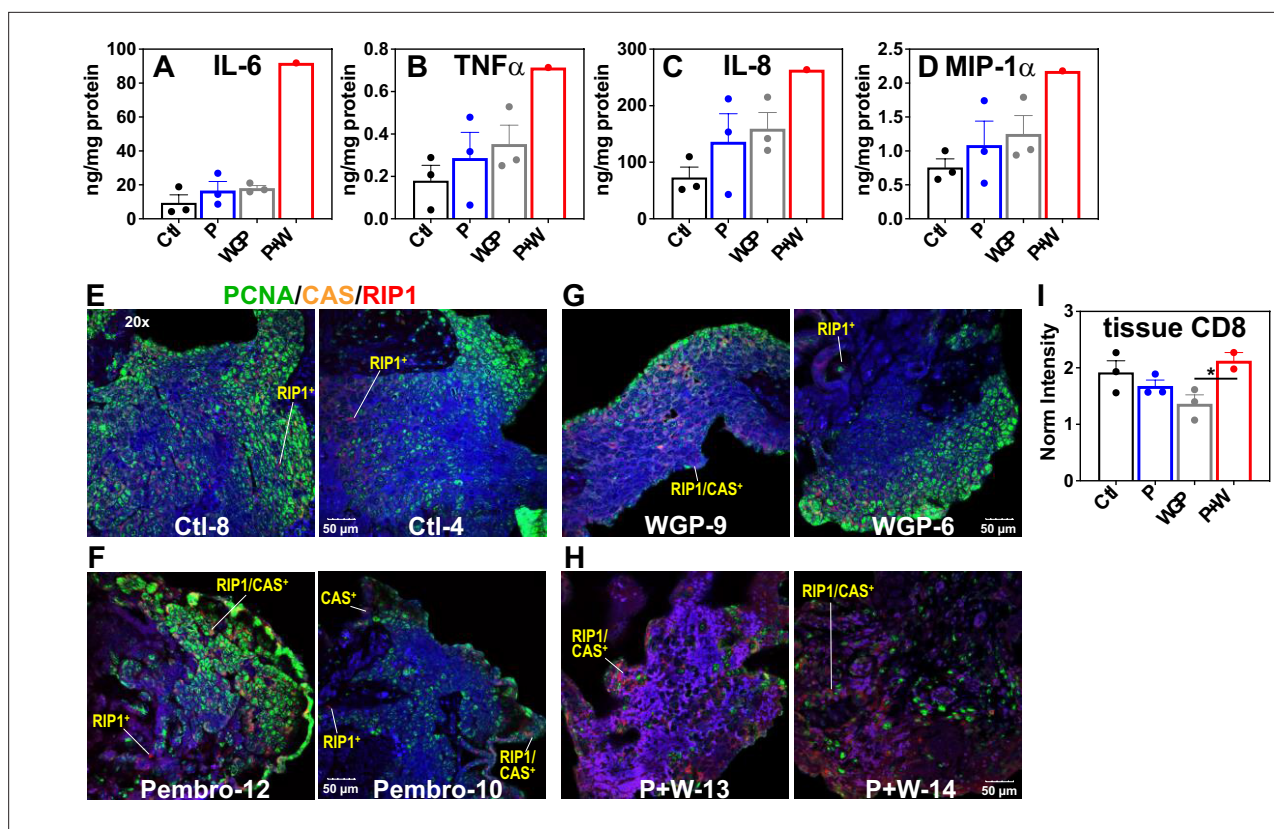 A IL-6
ng/mg protein
100
80
60
40
20
0
Ctl
P
WGP
P+W
B TNFα
ng/mg protein
0.8
0.6
0.4
0.2
0.0
Ctl
P
WGP
P+W
C IL-8
ng/mg protein
300
200
100
0
Ctl
P
WGP
P+W
D MIP-1α
ng/mg protein
2.5
2.0
1.5
1.0
0.5
0.0
Ctl
P
WGP
P+W
E PCNA/CAS/RIP1
20x
RIP1+
Ctl-8
RIP1+
Ctl-4
50 µm
G
RIP1/CAS+
WGP-9
RIP1+
WGP-6
50 µm
I
tissue CD8
Norm Intensity
3
2
1
0
*
Ctl
P
WGP
P+W
F
RIP1/CAS+
RIP1+
Pembro-12
CAS+
RIP1+
RIP1/
CAS+
Pembro-10
50 µm
H
RIP1/
CAS+
P+W-13
RIP1/CAS+
P+W-14
50 µm